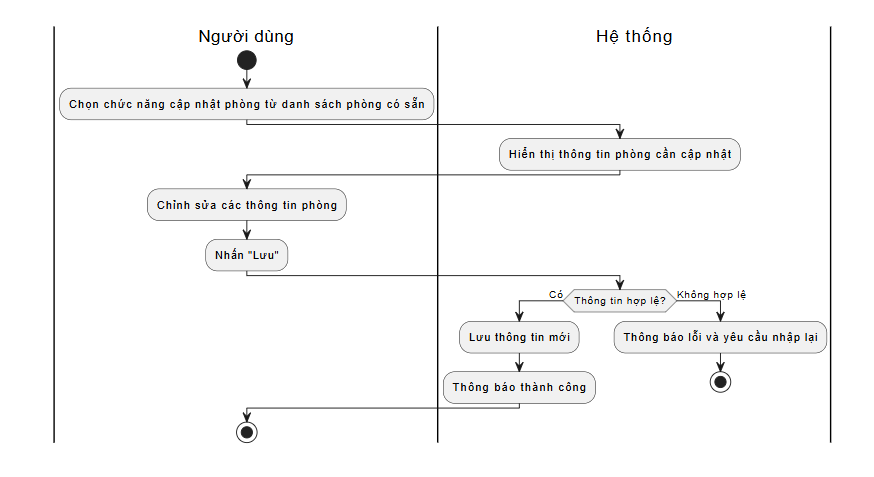 Người dùng
Hệ thống
Chọn chức năng cập nhật phòng từ danh sách phòng có sẵn
Hiển thị thông tin phòng cần cập nhật
Chỉnh sửa các thông tin phòng
Nhấn "Lưu"
Có
Thông tin hợp lệ?
Không hợp lệ
Lưu thông tin mới
Thông báo lỗi và yêu cầu nhập lại
Thông báo thành công